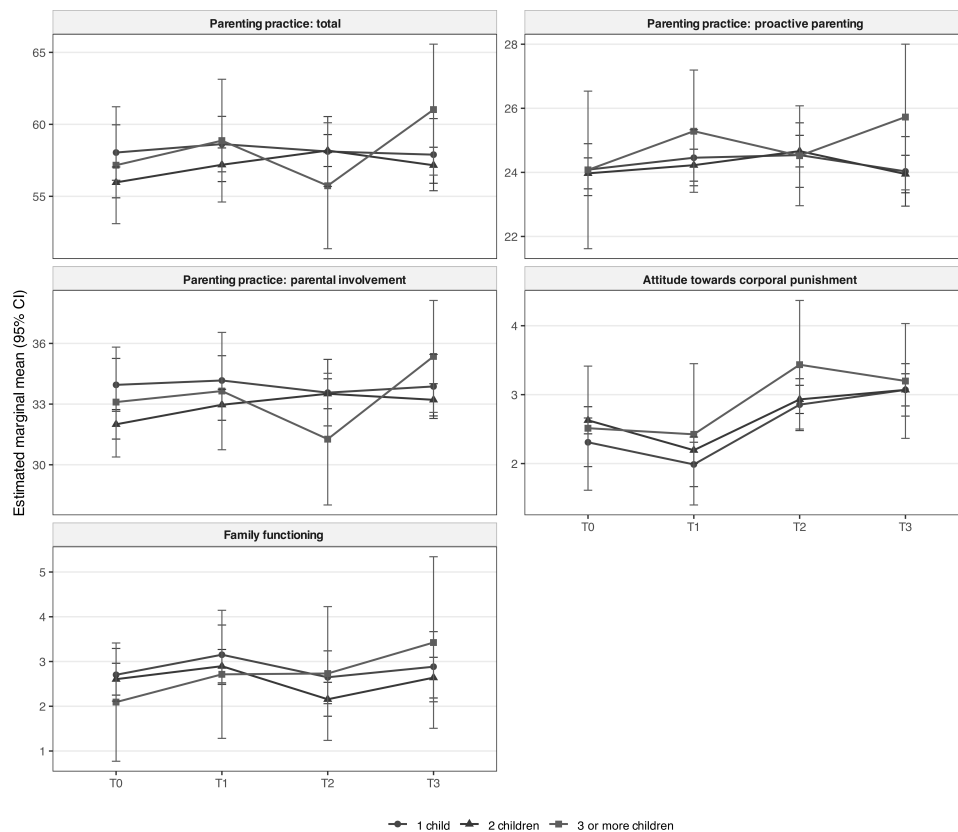 Parenting practice: total
65
60
55
Parenting practice: proactive parenting
28
26
24
22
Estimated marginal mean (95% CI)
Parenting practice: parental involvement
36
33
30
Attitude towards corporal punishment
4
3
2
T0 T1 T2 T3
Family functioning
5
4
3
2
1
T0 T1 T2 T3
1 child 2 children 3 or more children